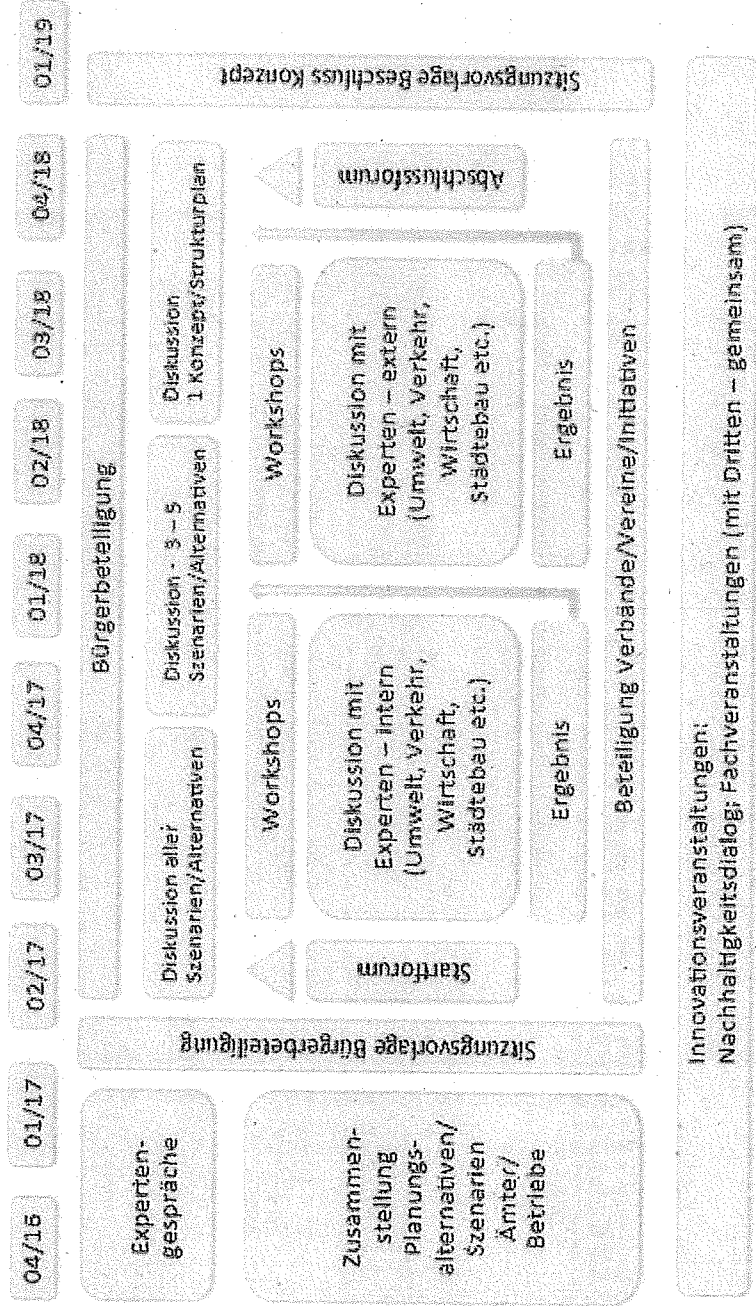 04/16
01/17
02/17
03/17
04/17
01/18
02/18
03/18
04/18
01/19
Experten-
gespräche
Zusammen-
stellung
Planungs-
alternativen/
Szenarien
Ämter/
Betriebe
Sitzungsvorlage Bürgerbeteiligung
Bürgerbeteiligung
Diskussion aller
Szenarien/Alternativen
Diskussion - 3 – 5
Szenarien/Alternativen
Diskussion
1 Konzept/Strukturplan
Startforum
Workshops
Diskussion mit
Experten – intern
(Umwelt, Verkehr,
Wirtschaft,
Städtebau etc.)
Ergebnis
Workshops
Diskussion mit
Experten – extern
(Umwelt, Verkehr,
Wirtschaft,
Städtebau etc.)
Ergebnis
Abschlussforum
Beteiligung Verbände/Vereine/Initiativen
Sitzungsvorlage Beschluss Konzept
Innovationsveranstaltungen:
Nachhaltigkeitsdialog; Fachveranstaltungen (mit Dritten – gemeinsam)